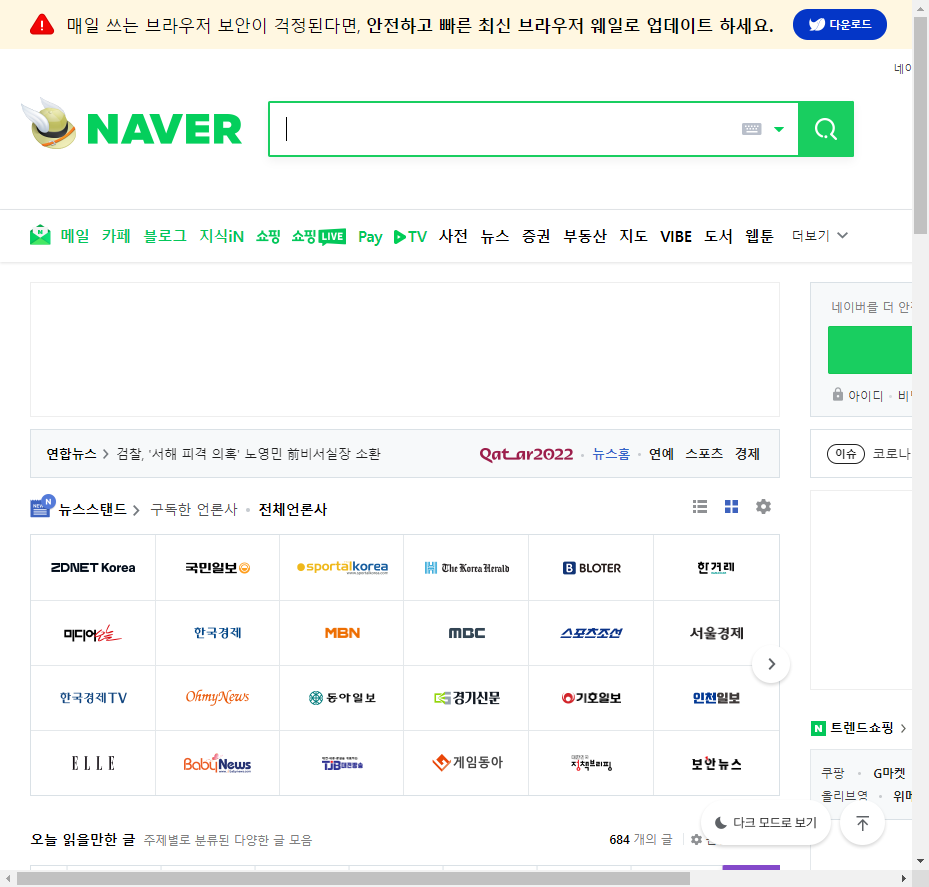 매일 쓰는 브라우저 보안이 걱정된다면, 안전하고 빠른 최신 브라우저 웨일로 업데이트 하세요. 다운로드
네이
NAVER
메일 카페 블로그 지식iN 쇼핑 쇼핑LIVE Pay TV 사전 뉴스 증권 부동산 지도 VIBE 도서 웹툰 더보기
네이버를 더 안
아이디 · 비
연합뉴스 > 검찰, '서해 피격 의혹' 노영민 前비서실장 소환 Qatar2022 · 뉴스홈 · 연예 스포츠 경제
이슈 코로나
NEW N 뉴스스탠드 > 구독한 언론사 · 전체언론사
ZDNET Korea 국민일보 sportalkorea The Korea Herald B BLOTER 한겨레
미디어오늘 한국경제 MBN MBC 스포츠조선 서울경제
한국경제TV OhmyNews 동아일보 경기신문 기호일보 인천일보
N 트렌드쇼핑 >
ELLE BabyNews TJB대전방송 게임동아 정책브리핑 보안뉴스
쿠팡 · G마켓
올리브영 · 위메
다크 모드로 보기
오늘 읽을만한 글 주제별로 분류된 다양한 글 모음 684 개의 글